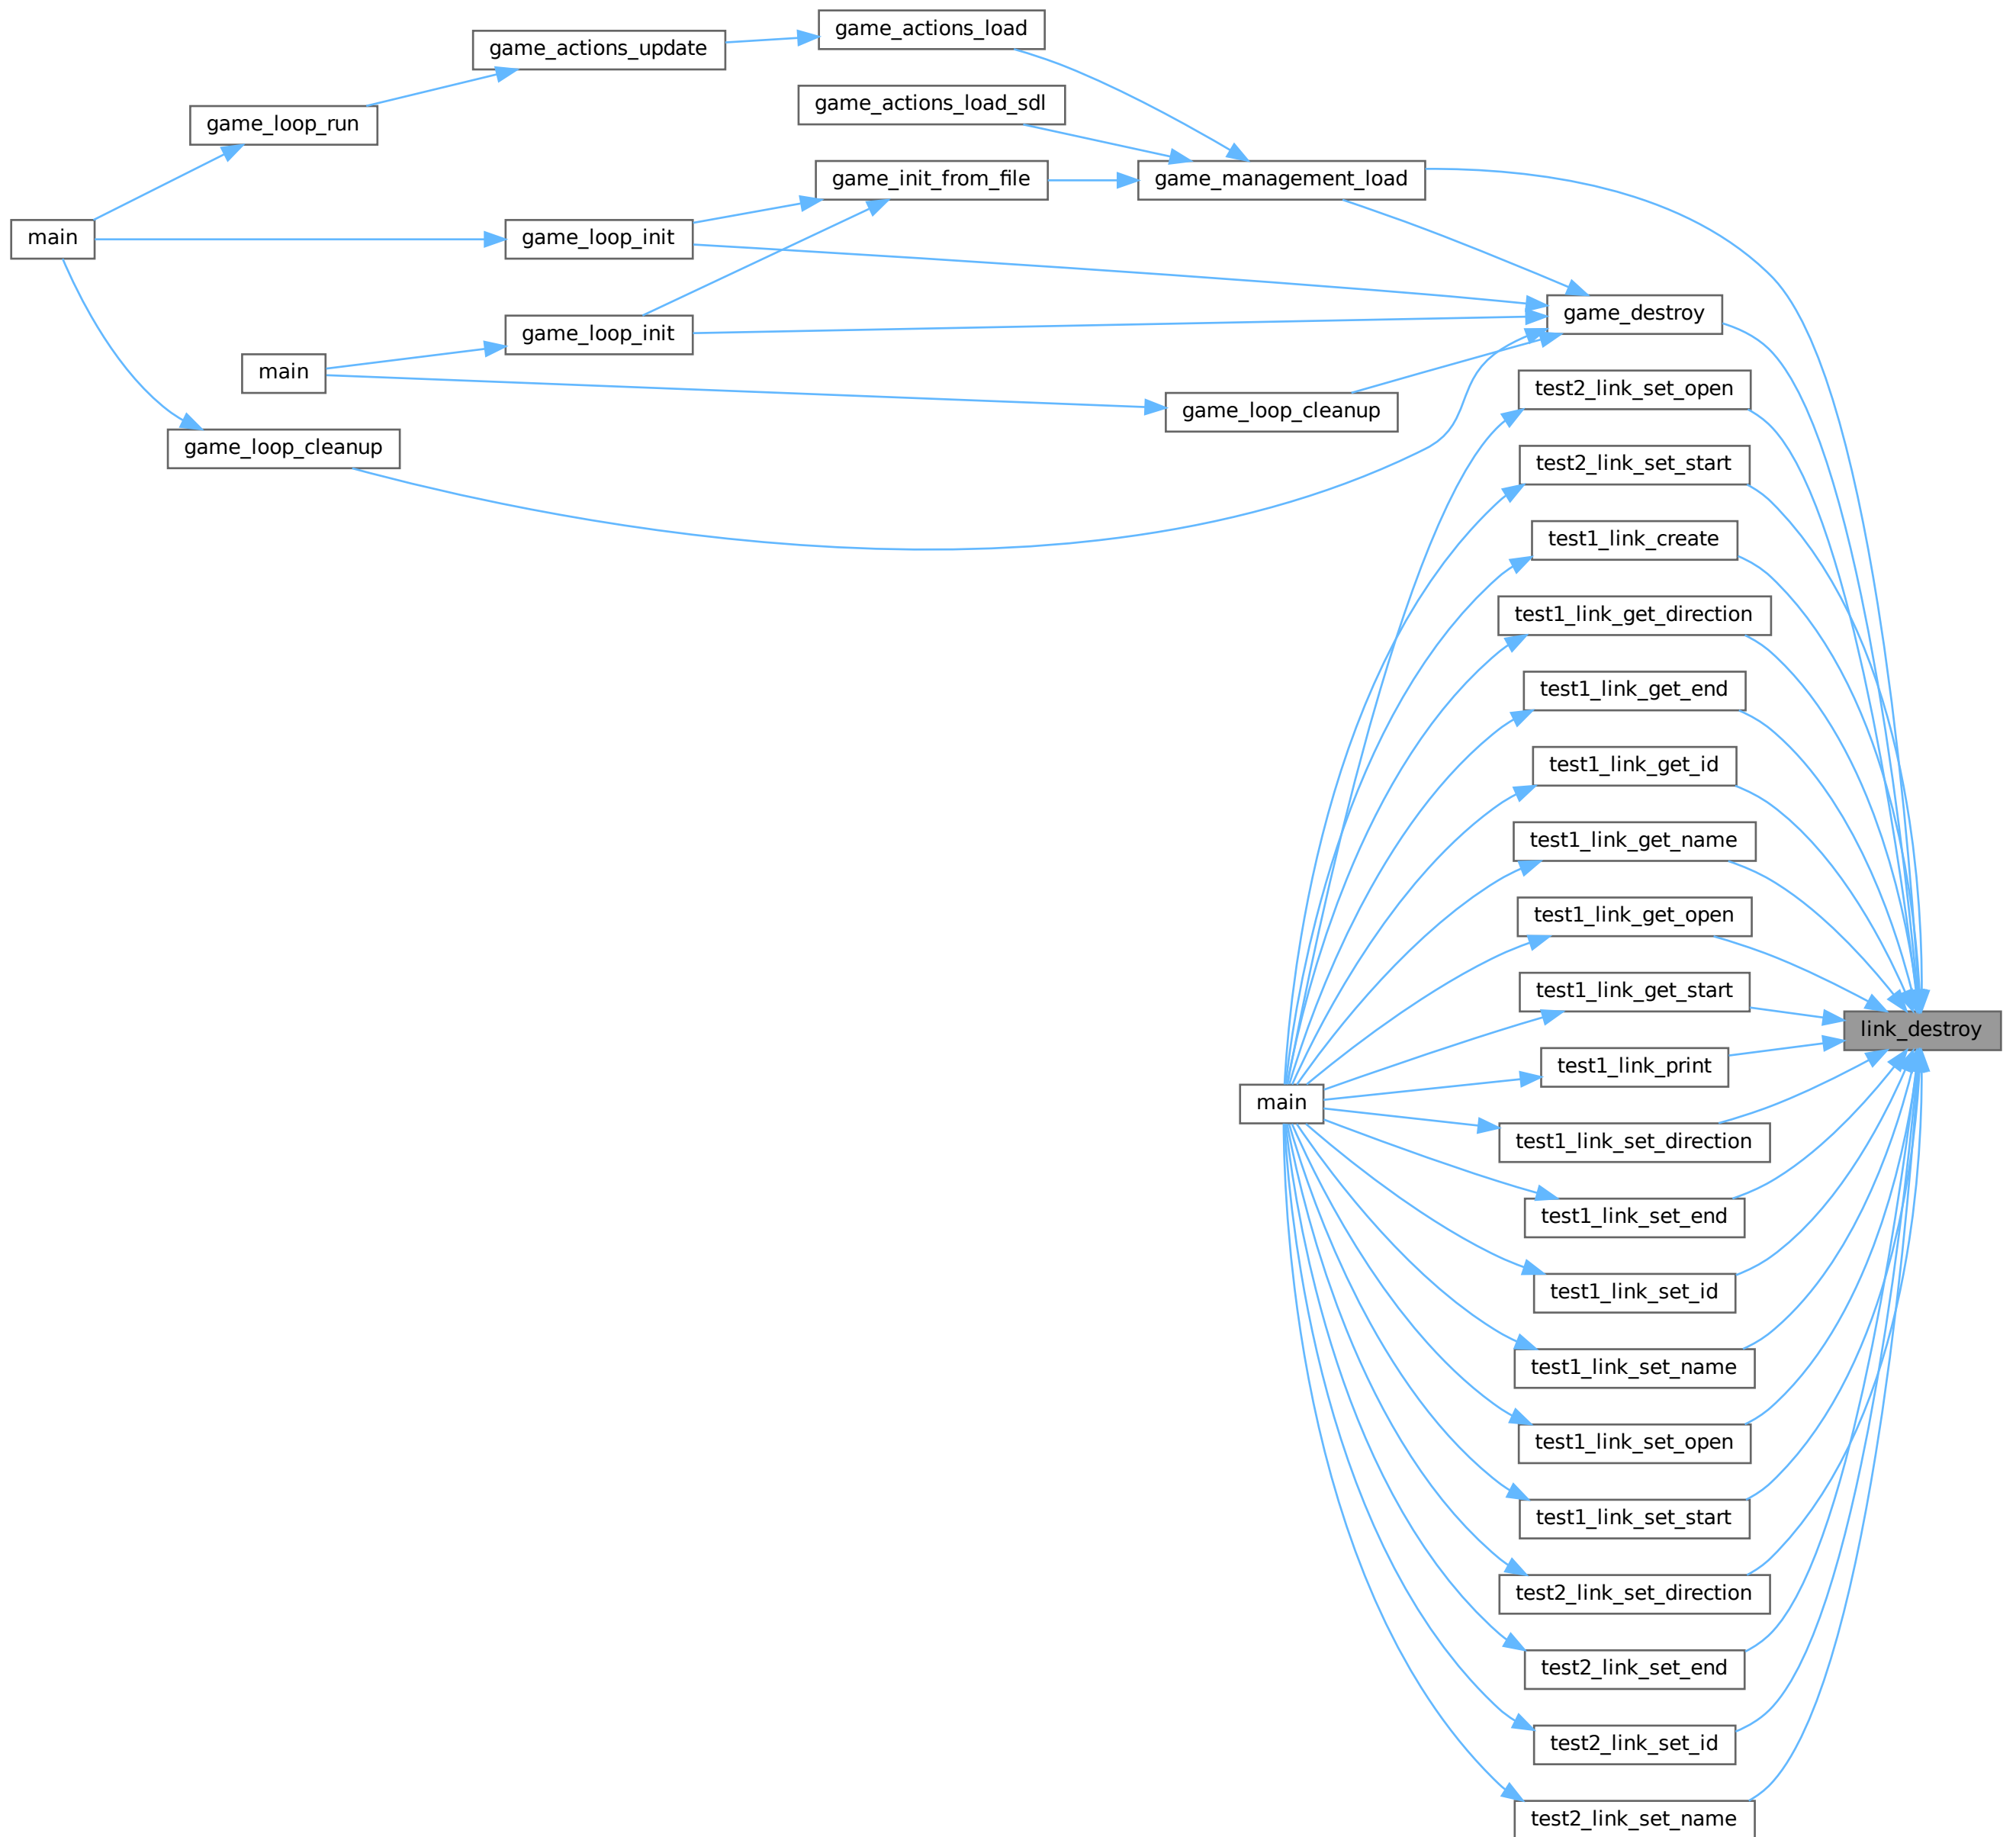 game_actions_load
game_actions_update
game_actions_load_sdl
game_loop_run
game_init_from_file
game_management_load
main
game_loop_init
game_destroy
game_loop_init
main
test2_link_set_open
game_loop_cleanup
game_loop_cleanup
test2_link_set_start
test1_link_create
test1_link_get_direction
test1_link_get_end
test1_link_get_id
test1_link_get_name
test1_link_get_open
test1_link_get_start
link_destroy
test1_link_print
main
test1_link_set_direction
test1_link_set_end
test1_link_set_id
test1_link_set_name
test1_link_set_open
test1_link_set_start
test2_link_set_direction
test2_link_set_end
test2_link_set_id
test2_link_set_name